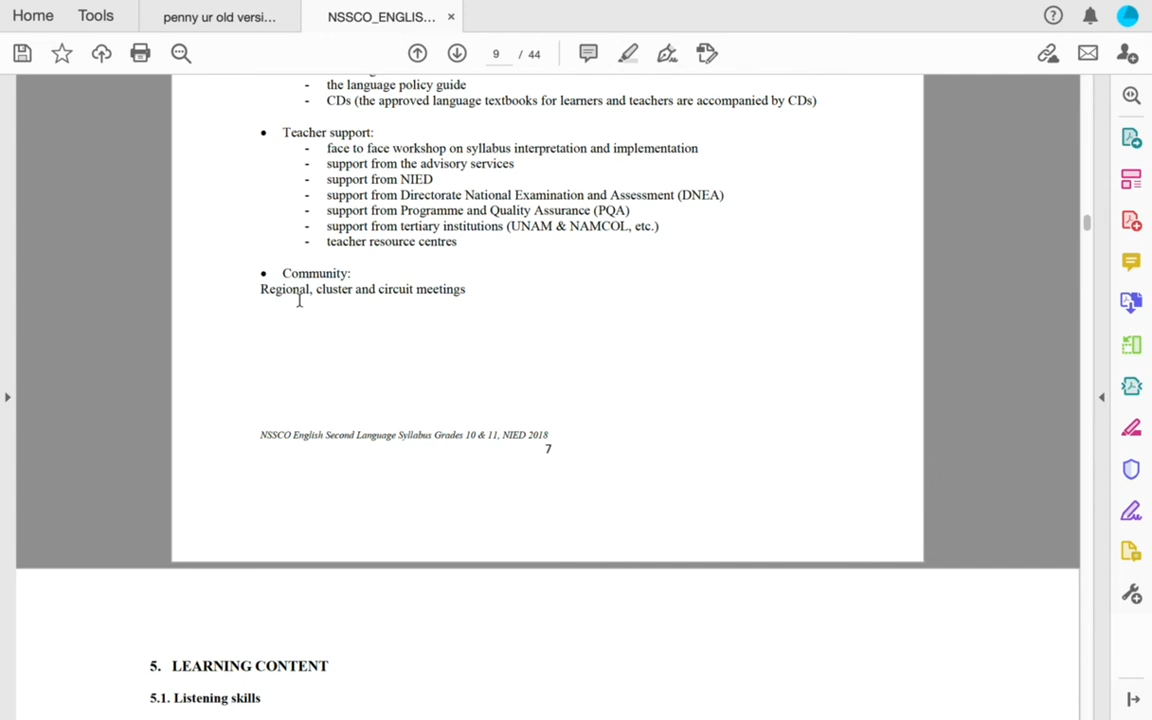 Home Tools penny ur old versi... NSSCO_ENGLIS... ×
9 / 44
- the language policy guide
- CDs (the approved language textbooks for learners and teachers are accompanied by CDs)
• Teacher support:
- face to face workshop on syllabus interpretation and implementation
- support from the advisory services
- support from NIED
- support from Directorate National Examination and Assessment (DNEA)
- support from Programme and Quality Assurance (PQA)
- support from tertiary institutions (UNAM & NAMCOL, etc.)
- teacher resource centres
• Community:
Regional, cluster and circuit meetings
NSSCO English Second Language Syllabus Grades 10 & 11, NIED 2018
7
5. LEARNING CONTENT
5.1. Listening skills